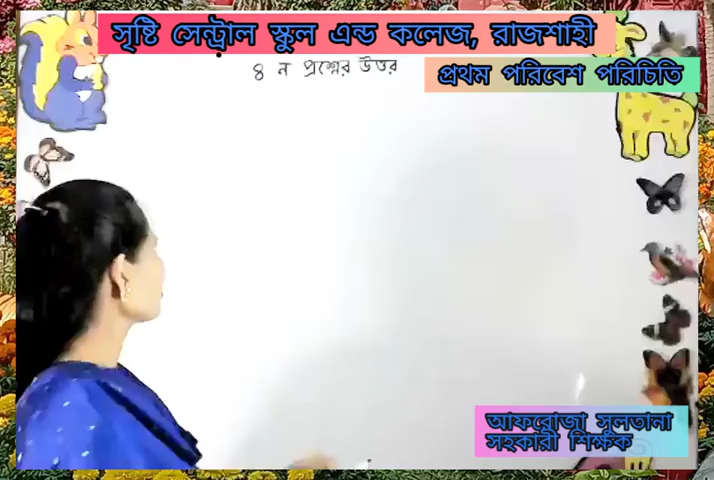 সৃষ্টি সেন্ট্রাল স্কুল এন্ড কলেজ, রাজশাহী
৪ ন প্রশ্নের উত্তর
প্রথম পরিবেশ পরিচিতি
আফরোজা সুলতানা
সহকারী শিক্ষক